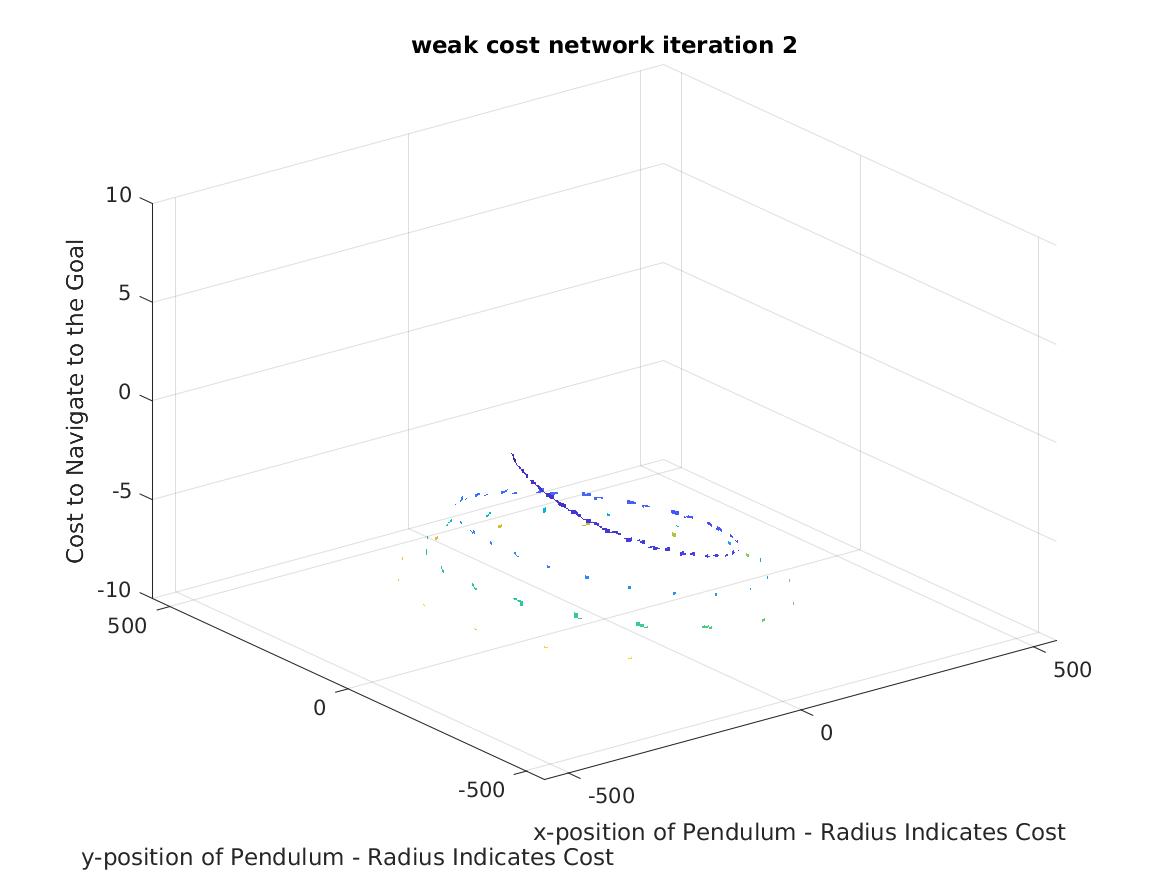 weak cost network iteration 2
10
5
0
-5
-10
Cost to Navigate to the Goal
500
0
-500
-500
0
500
x-position of Pendulum - Radius Indicates Cost
y-position of Pendulum - Radius Indicates Cost